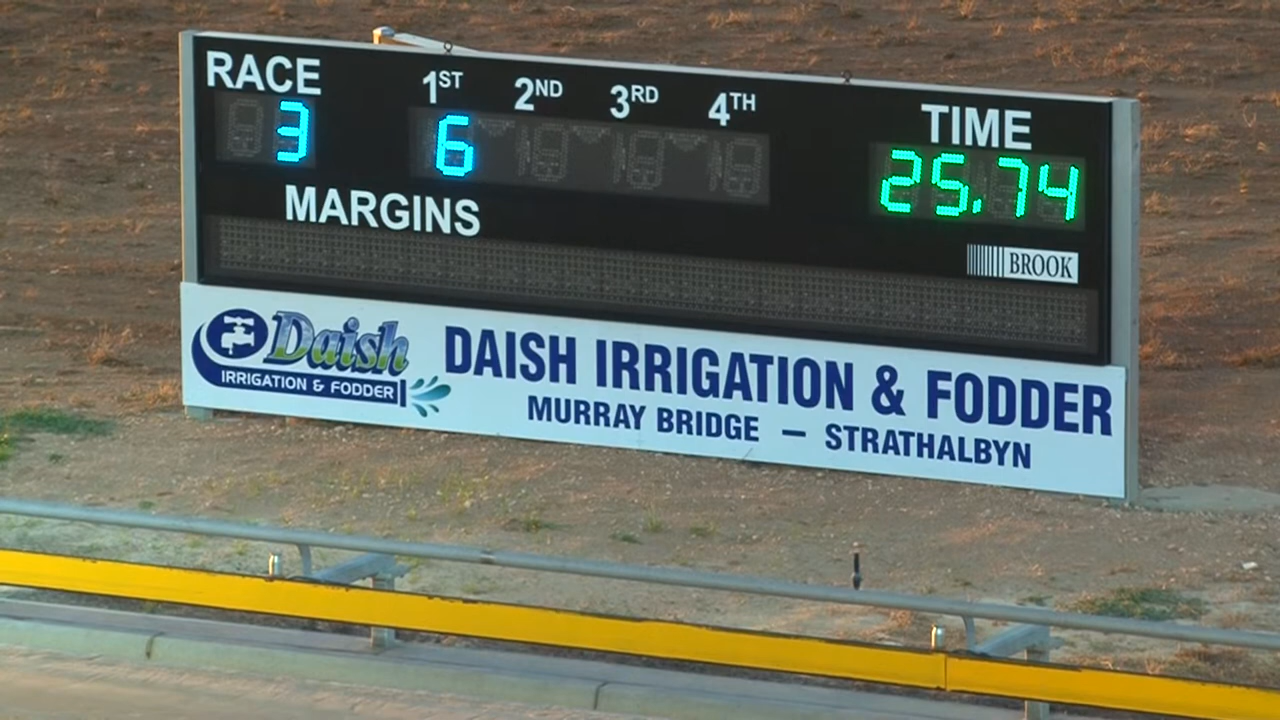 RACE 1ST 2ND 3RD 4TH TIME
3 6 25.74
MARGINS
BROOK
Daish
IRRIGATION & FODDER
DAISH IRRIGATION & FODDER
MURRAY BRIDGE – STRATHALBYN